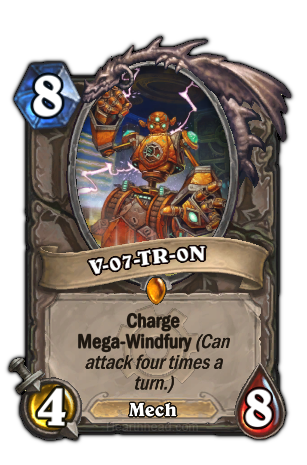 8
V-07-TR-0N
Charge
Mega-Windfury (Can
attack four times a
turn.)
4
Mech
8